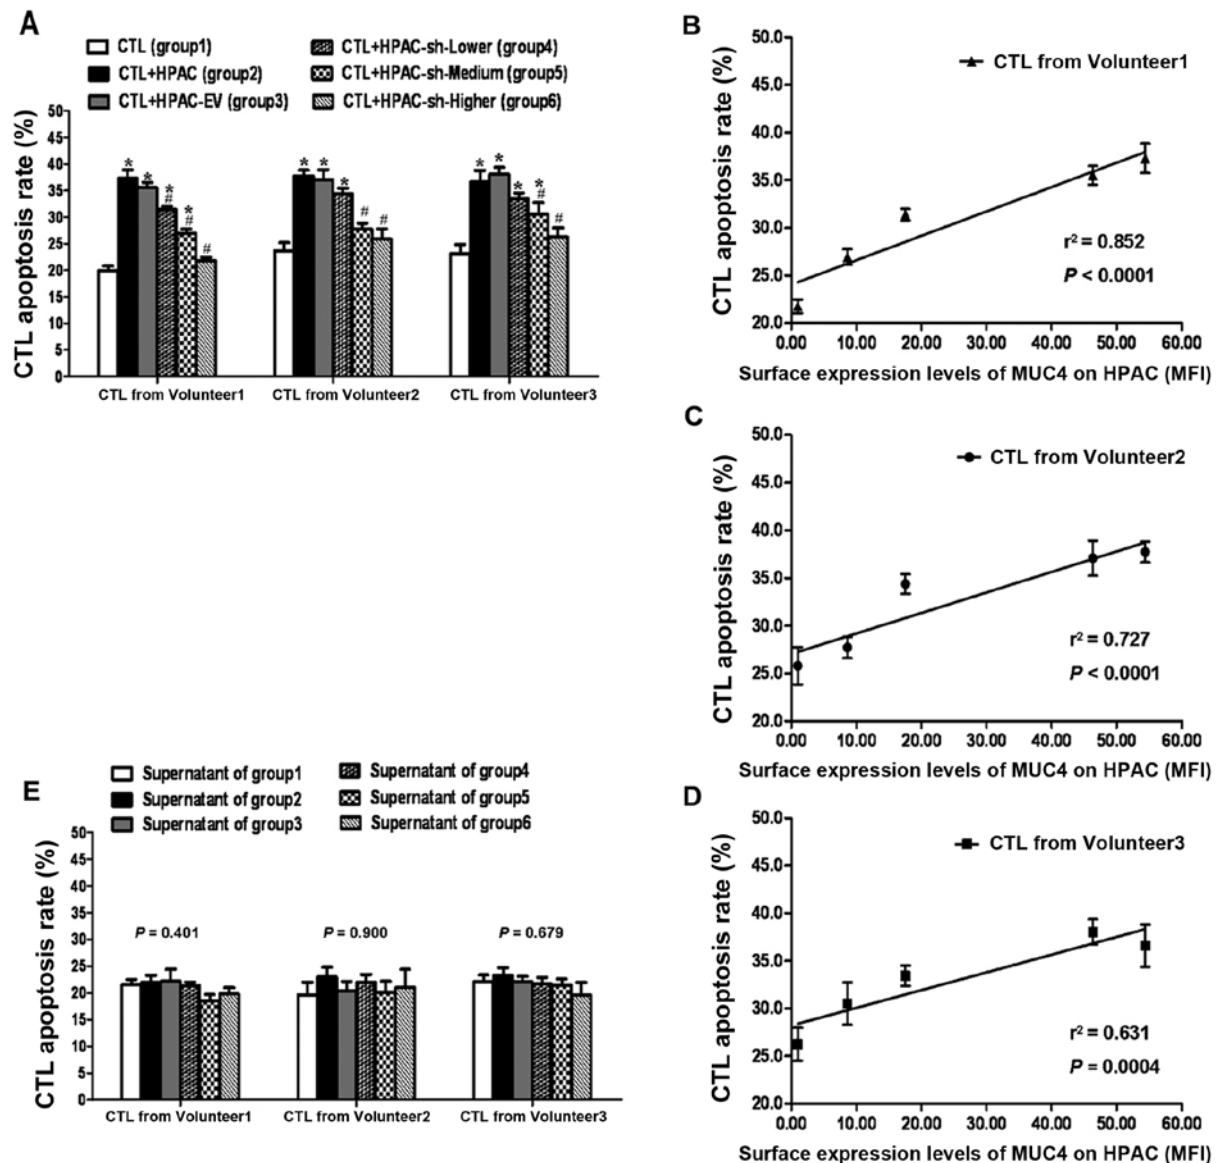 A
CTL (group1)
CTL+HPAC (group2)
CTL+HPAC-EV (group3)
CTL+HPAC-sh-Lower (group4)
CTL+HPAC-sh-Medium (group5)
CTL+HPAC-sh-Higher (group6)
CTL apoptosis rate (%)
50
45
40
35
30
25
20
15
10
5
0
* * * # * # #
* * * # #
* * * * # #
CTL from Volunteer1 CTL from Volunteer2 CTL from Volunteer3
B
CTL from Volunteer1
CTL apoptosis rate (%)
50.0
45.0
40.0
35.0
30.0
25.0
20.0
r² = 0.852
P < 0.0001
0.00 10.00 20.00 30.00 40.00 50.00 60.00
Surface expression levels of MUC4 on HPAC (MFI)
C
CTL from Volunteer2
CTL apoptosis rate (%)
50.0
45.0
40.0
35.0
30.0
25.0
20.0
r² = 0.727
P < 0.0001
0.00 10.00 20.00 30.00 40.00 50.00 60.00
Surface expression levels of MUC4 on HPAC (MFI)
D
CTL from Volunteer3
CTL apoptosis rate (%)
50.0
45.0
40.0
35.0
30.0
25.0
20.0
r² = 0.631
P = 0.0004
0.00 10.00 20.00 30.00 40.00 50.00 60.00
Surface expression levels of MUC4 on HPAC (MFI)
E
Supernatant of group1
Supernatant of group2
Supernatant of group3
Supernatant of group4
Supernatant of group5
Supernatant of group6
CTL apoptosis rate (%)
50
45
40
35
30
25
20
15
10
5
0
P = 0.401 P = 0.900 P = 0.679
CTL from Volunteer1 CTL from Volunteer2 CTL from Volunteer3